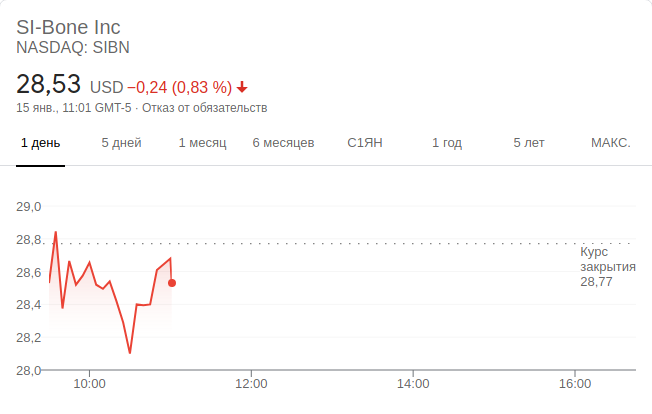 SI-Bone Inc
NASDAQ: SIBN
28,53 USD −0,24 (0,83 %)
15 янв., 11:01 GMT-5 · Отказ от обязательств
1 день 5 дней 1 месяц 6 месяцев С1ЯН 1 год 5 лет МАКС.
29,0
28,8
Курс
закрытия
28,77
28,6
28,4
28,2
28,0
10:00 12:00 14:00 16:00